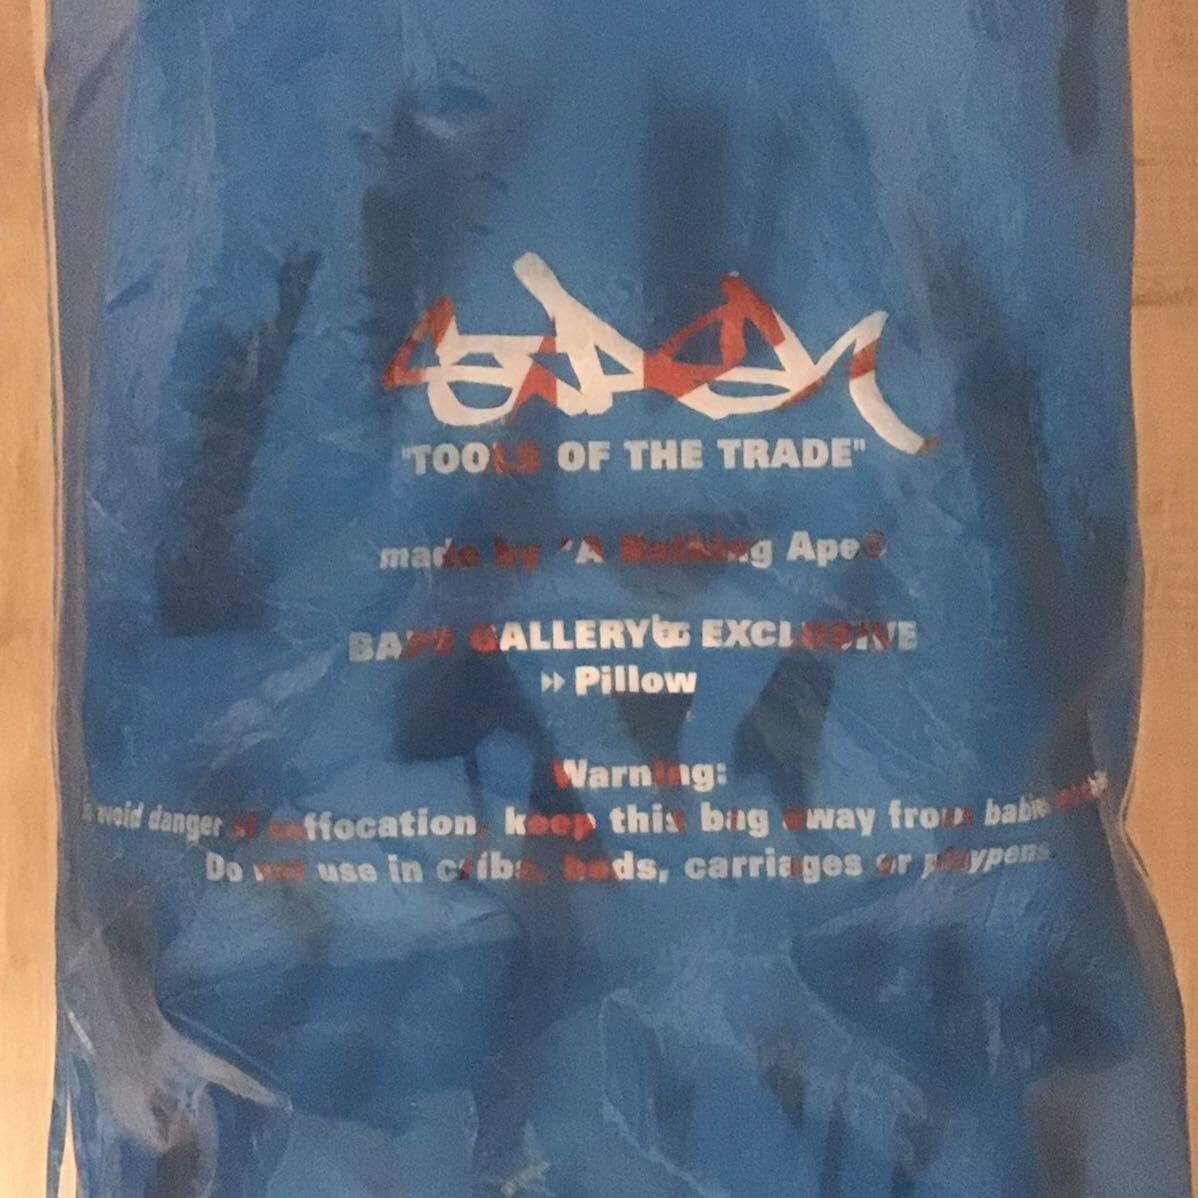 "TOOLS OF THE TRADE"
made by "A Bathing Ape®
BAPE GALLERY EXCLUSIVE
» Pillow
Warning:
To avoid danger of suffocation, keep this bag away from babies
Do not use in cribs, beds, carriages or playpens